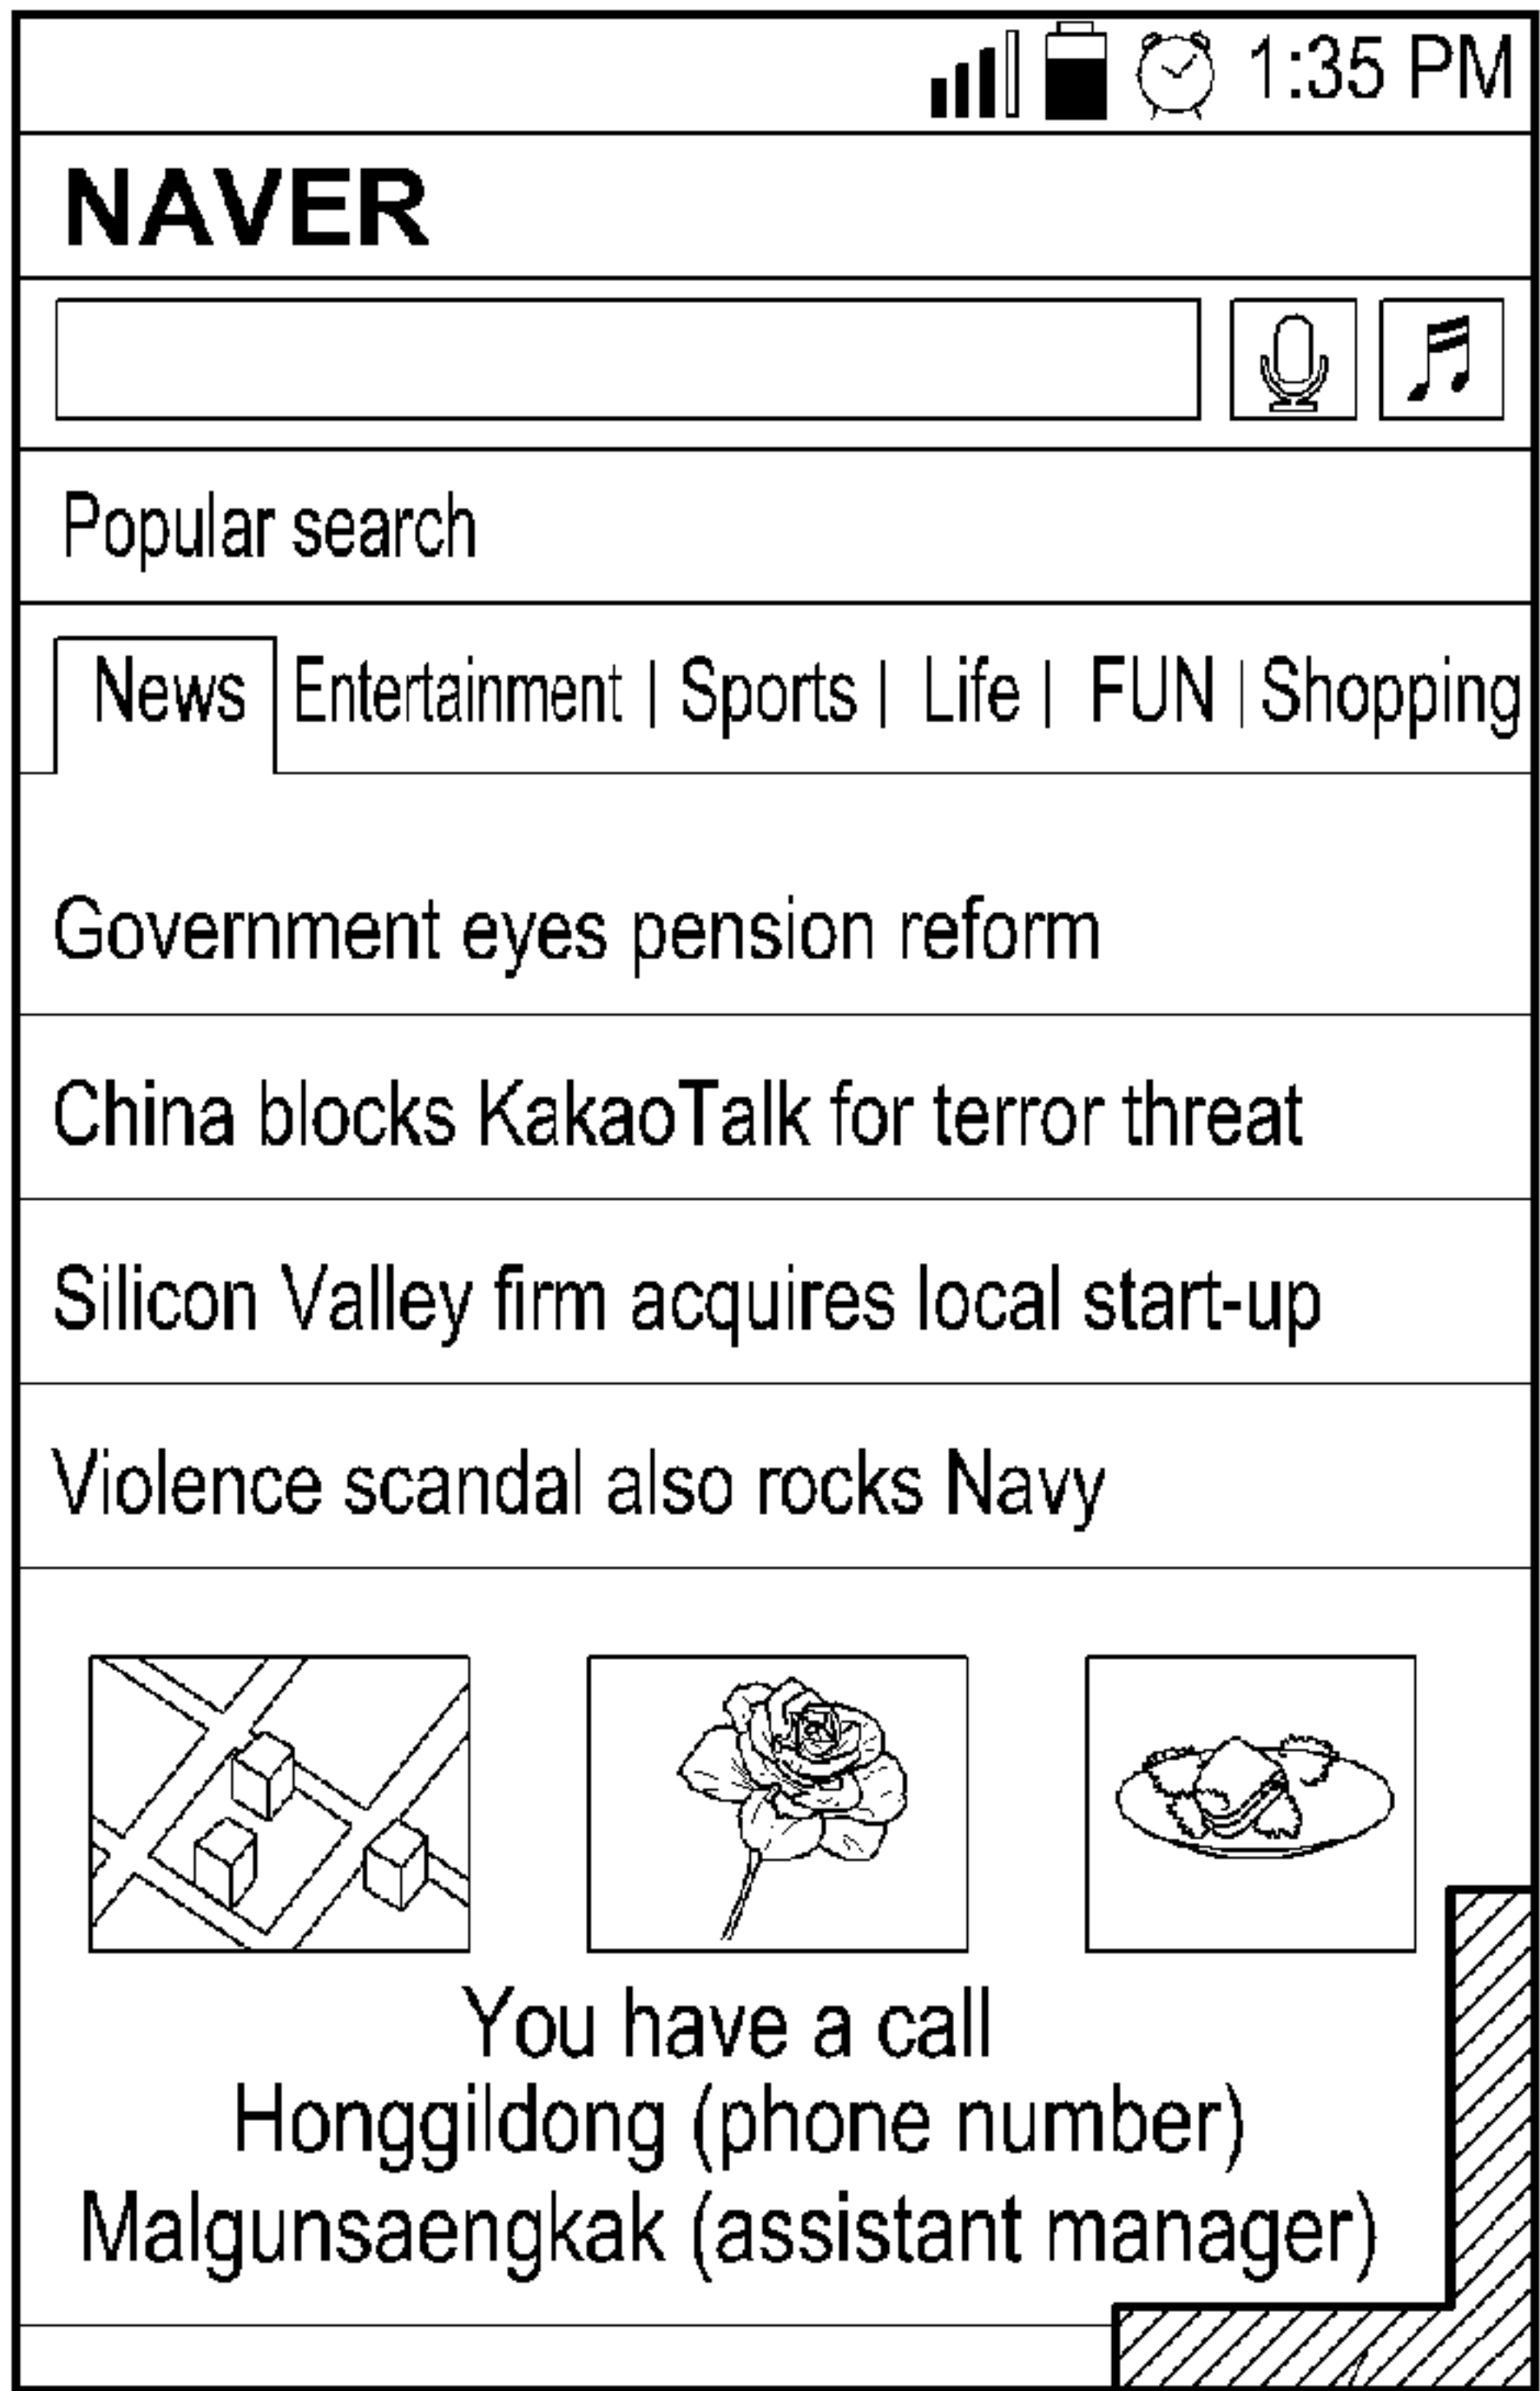 1:35 PM
NAVER
Popular search
News Entertainment | Sports | Life | FUN | Shopping
Government eyes pension reform
China blocks KakaoTalk for terror threat
Silicon Valley firm acquires local start-up
Violence scandal also rocks Navy
You have a call
Honggildong (phone number)
Malgunsaengkak (assistant manager)